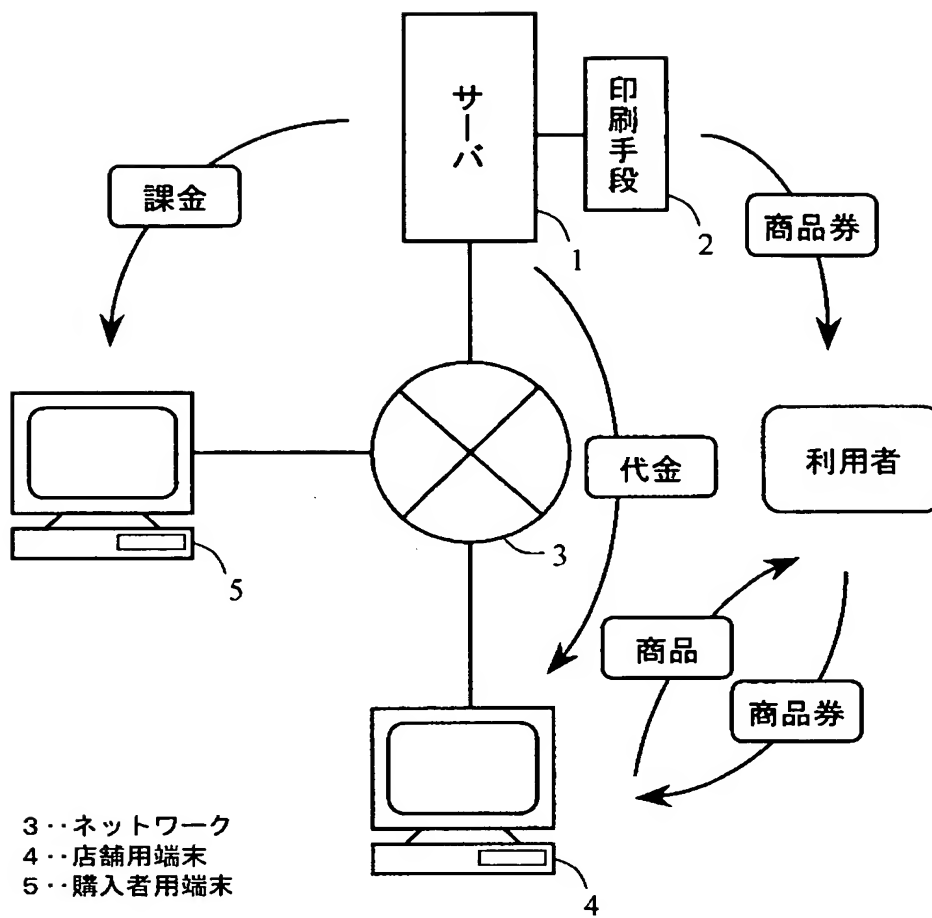 サーバ
印刷手段
課金
1
2
商品券
代金
利用者
3
5
商品
商品券
3‥ネットワーク
4‥店舗用端末
5‥購入者用端末
4